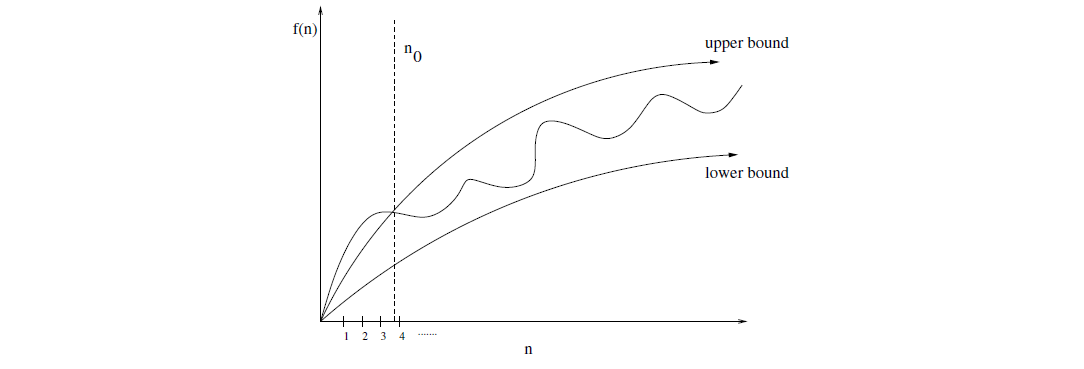 f(n)
n0
upper bound
lower bound
1 2 3 4 .......
n